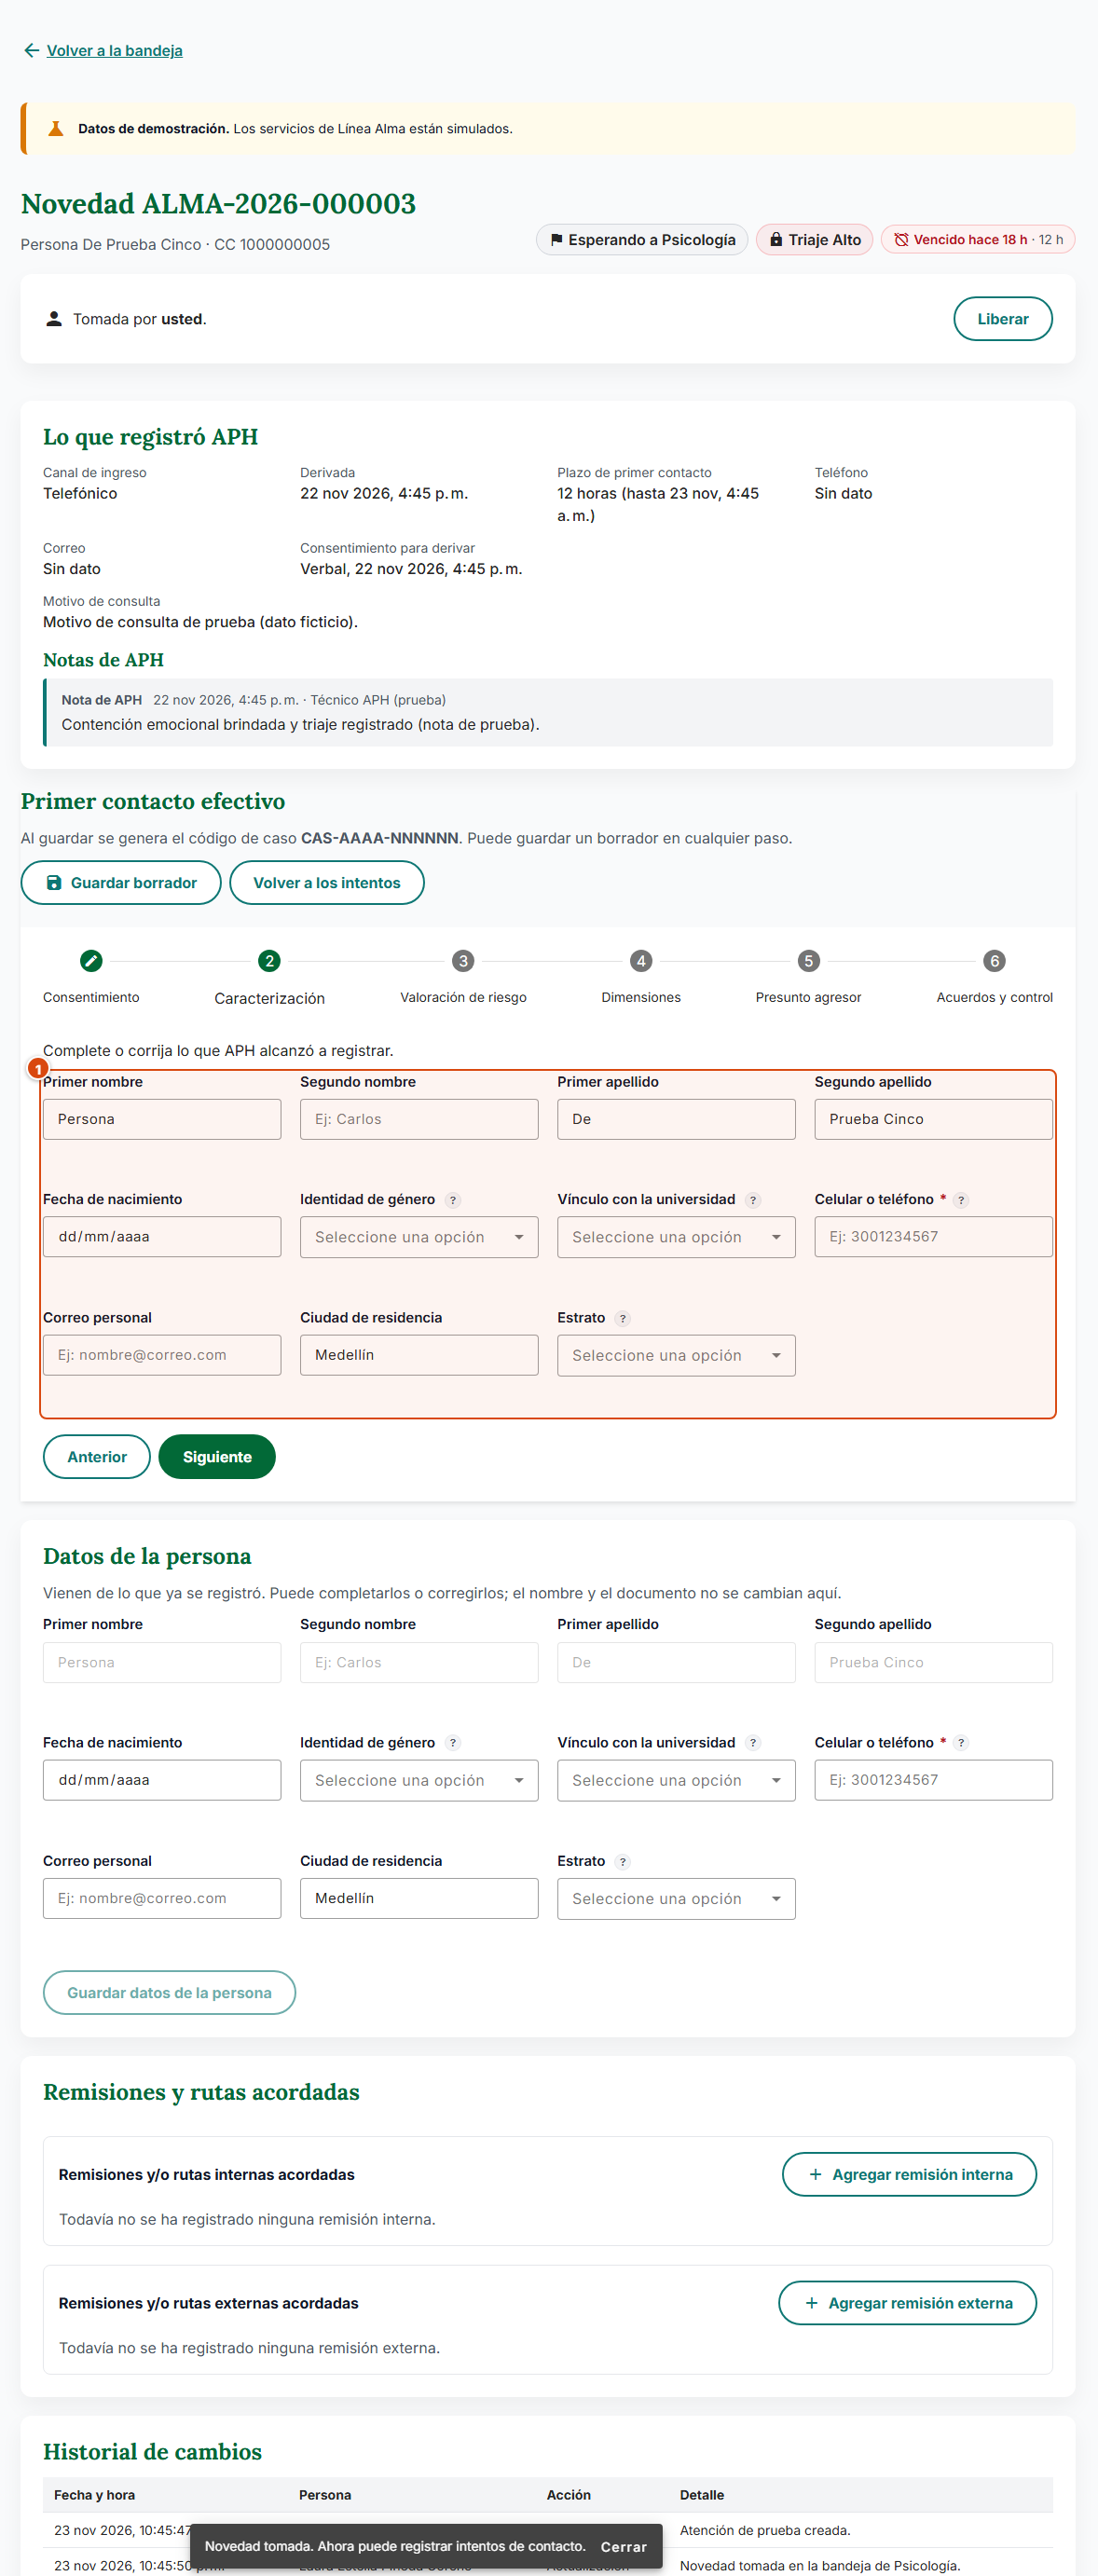 Volver a la bandeja
Datos de demostración. Los servicios de Línea Alma están simulados.
Novedad ALMA-2026-000003
Persona De Prueba Cinco · CC 1000000005
Esperando a Psicología
Triaje Alto
Vencido hace 18 h · 12 h
Tomada por usted.
Liberar
Lo que registró APH
Canal de ingreso
Telefónico
Derivada
22 nov 2026, 4:45 p. m.
Plazo de primer contacto
12 horas (hasta 23 nov, 4:45
a. m.)
Teléfono
Sin dato
Correo
Sin dato
Consentimiento para derivar
Verbal, 22 nov 2026, 4:45 p. m.
Motivo de consulta
Motivo de consulta de prueba (dato ficticio).
Notas de APH
Nota de APH 22 nov 2026, 4:45 p. m. · Técnico APH (prueba)
Contención emocional brindada y triaje registrado (nota de prueba).
Primer contacto efectivo
Al guardar se genera el código de caso CAS-AAAA-NNNNNN. Puede guardar un borrador en cualquier paso.
Guardar borrador
Volver a los intentos
Consentimiento
2
Caracterización
3
Valoración de riesgo
4
Dimensiones
5
Presunto agresor
6
Acuerdos y control
Complete o corrija lo que APH alcanzó a registrar.
1
Primer nombre
Persona
Segundo nombre
Ej: Carlos
Primer apellido
De
Segundo apellido
Prueba Cinco
Fecha de nacimiento
dd/mm/aaaa
Identidad de género ?
Seleccione una opción
Vínculo con la universidad ?
Seleccione una opción
Celular o teléfono * ?
Ej: 3001234567
Correo personal
Ej: nombre@correo.com
Ciudad de residencia
Medellín
Estrato ?
Seleccione una opción
Anterior
Siguiente
Datos de la persona
Vienen de lo que ya se registró. Puede completarlos o corregirlos; el nombre y el documento no se cambian aquí.
Primer nombre
Persona
Segundo nombre
Ej: Carlos
Primer apellido
De
Segundo apellido
Prueba Cinco
Fecha de nacimiento
dd/mm/aaaa
Identidad de género ?
Seleccione una opción
Vínculo con la universidad ?
Seleccione una opción
Celular o teléfono * ?
Ej: 3001234567
Correo personal
Ej: nombre@correo.com
Ciudad de residencia
Medellín
Estrato ?
Seleccione una opción
Guardar datos de la persona
Remisiones y rutas acordadas
Remisiones y/o rutas internas acordadas
+ Agregar remisión interna
Todavía no se ha registrado ninguna remisión interna.
Remisiones y/o rutas externas acordadas
+ Agregar remisión externa
Todavía no se ha registrado ninguna remisión externa.
Historial de cambios
Fecha y hora
Persona
Acción
Detalle
23 nov 2026, 10:45:47
Atención de prueba creada.
Novedad tomada. Ahora puede registrar intentos de contacto.
Cerrar
23 nov 2026, 10:45:50
Novedad tomada en la bandeja de Psicología.